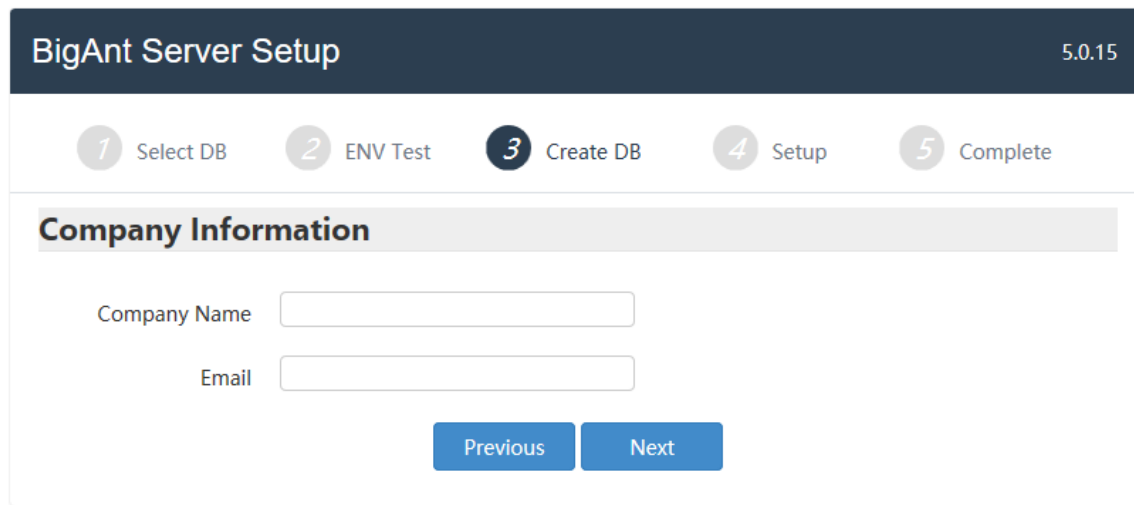 BigAnt Server Setup 5.0.15
1 Select DB 2 ENV Test 3 Create DB 4 Setup 5 Complete
Company Information
Company Name
Email
Previous Next